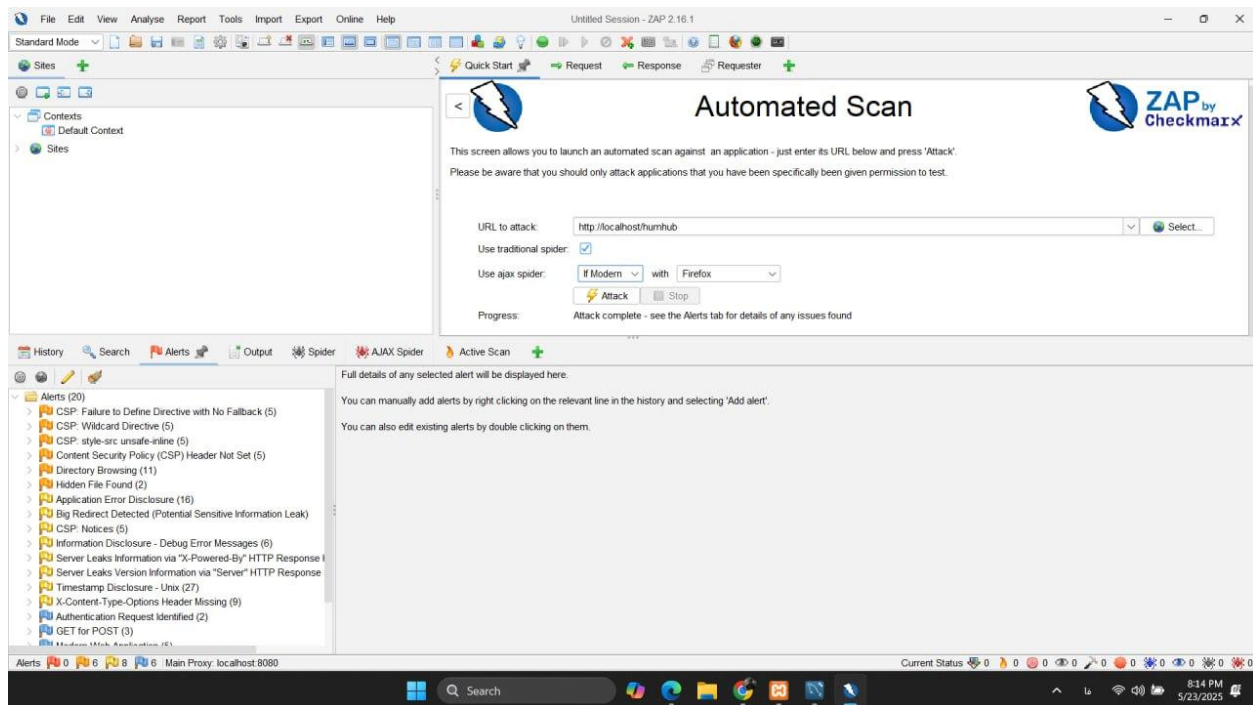 File Edit View Analyse Report Tools Import Export Online Help
Untitled Session - ZAP 2.16.1
Standard Mode
Sites
Quick Start Request Response Requester
Contexts
Default Context
Sites
<
Automated Scan
ZAP by
Checkmarx
This screen allows you to launch an automated scan against an application - just enter its URL below and press 'Attack'.
Please be aware that you should only attack applications that you have been specifically been given permission to test.
URL to attack: http://localhost/humhub Select...
Use traditional spider:
Use ajax spider: If Modern with Firefox
Attack Stop
Progress: Attack complete - see the Alerts tab for details of any issues found
History Search Alerts Output Spider AJAX Spider Active Scan
Full details of any selected alert will be displayed here.
You can manually add alerts by right clicking on the relevant line in the history and selecting 'Add alert'.
You can also edit existing alerts by double clicking on them.
Alerts (20)
CSP: Failure to Define Directive with No Fallback (5)
CSP: Wildcard Directive (5)
CSP: style-src unsafe-inline (5)
Content Security Policy (CSP) Header Not Set (5)
Directory Browsing (11)
Hidden File Found (2)
Application Error Disclosure (16)
Big Redirect Detected (Potential Sensitive Information Leak)
CSP: Notices (5)
Information Disclosure - Debug Error Messages (6)
Server Leaks Information via "X-Powered-By" HTTP Response
Server Leaks Version Information via "Server" HTTP Response
Timestamp Disclosure - Unix (27)
X-Content-Type-Options Header Missing (9)
Authentication Request Identified (2)
GET for POST (3)
Modern Web Application (5)
Alerts 0 6 8 6 Main Proxy: localhost:8080
Current Status 0 0 0 0 0 0 0 0 0 0
Search
فا
8:14 PM
5/23/2025